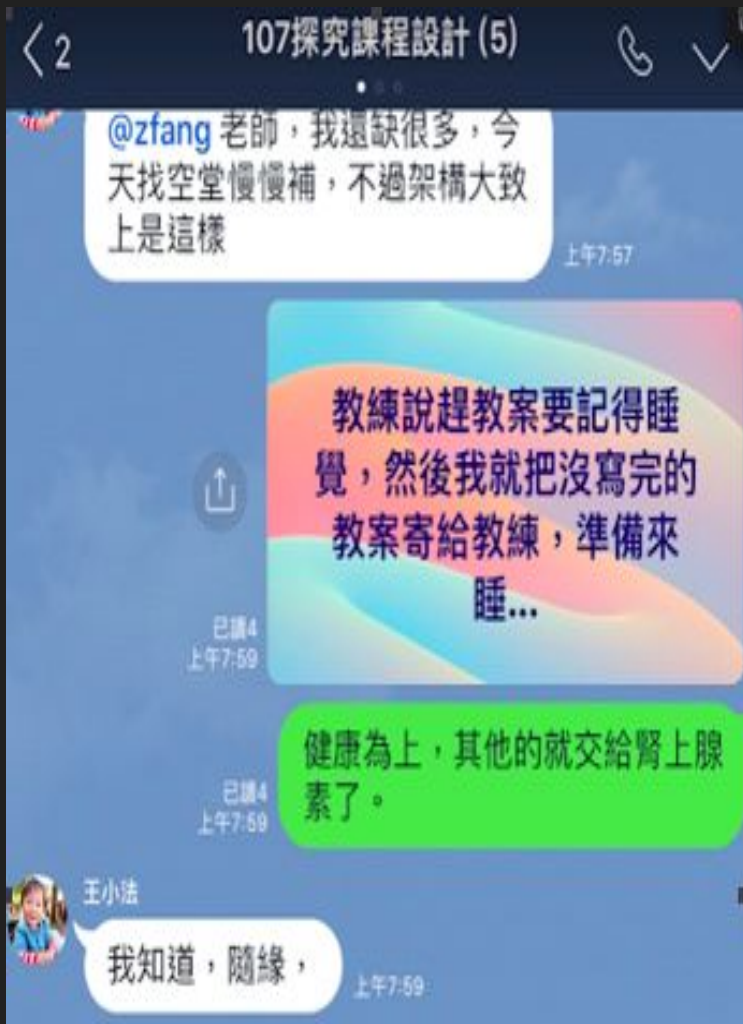 2
107探究課程設計 (5)
@zfang 老師，我還缺很多，今
天找空堂慢慢補，不過架構大致
上是這樣
上午7:57
教練說趕教案要記得睡
覺，然後我就把沒寫完的
教案寄給教練，準備來
睡...
已讀4
上午7:59
健康為上，其他的就交給腎上腺
素了。
已讀4
上午7:59
王小法
我知道，隨緣，
上午7:59